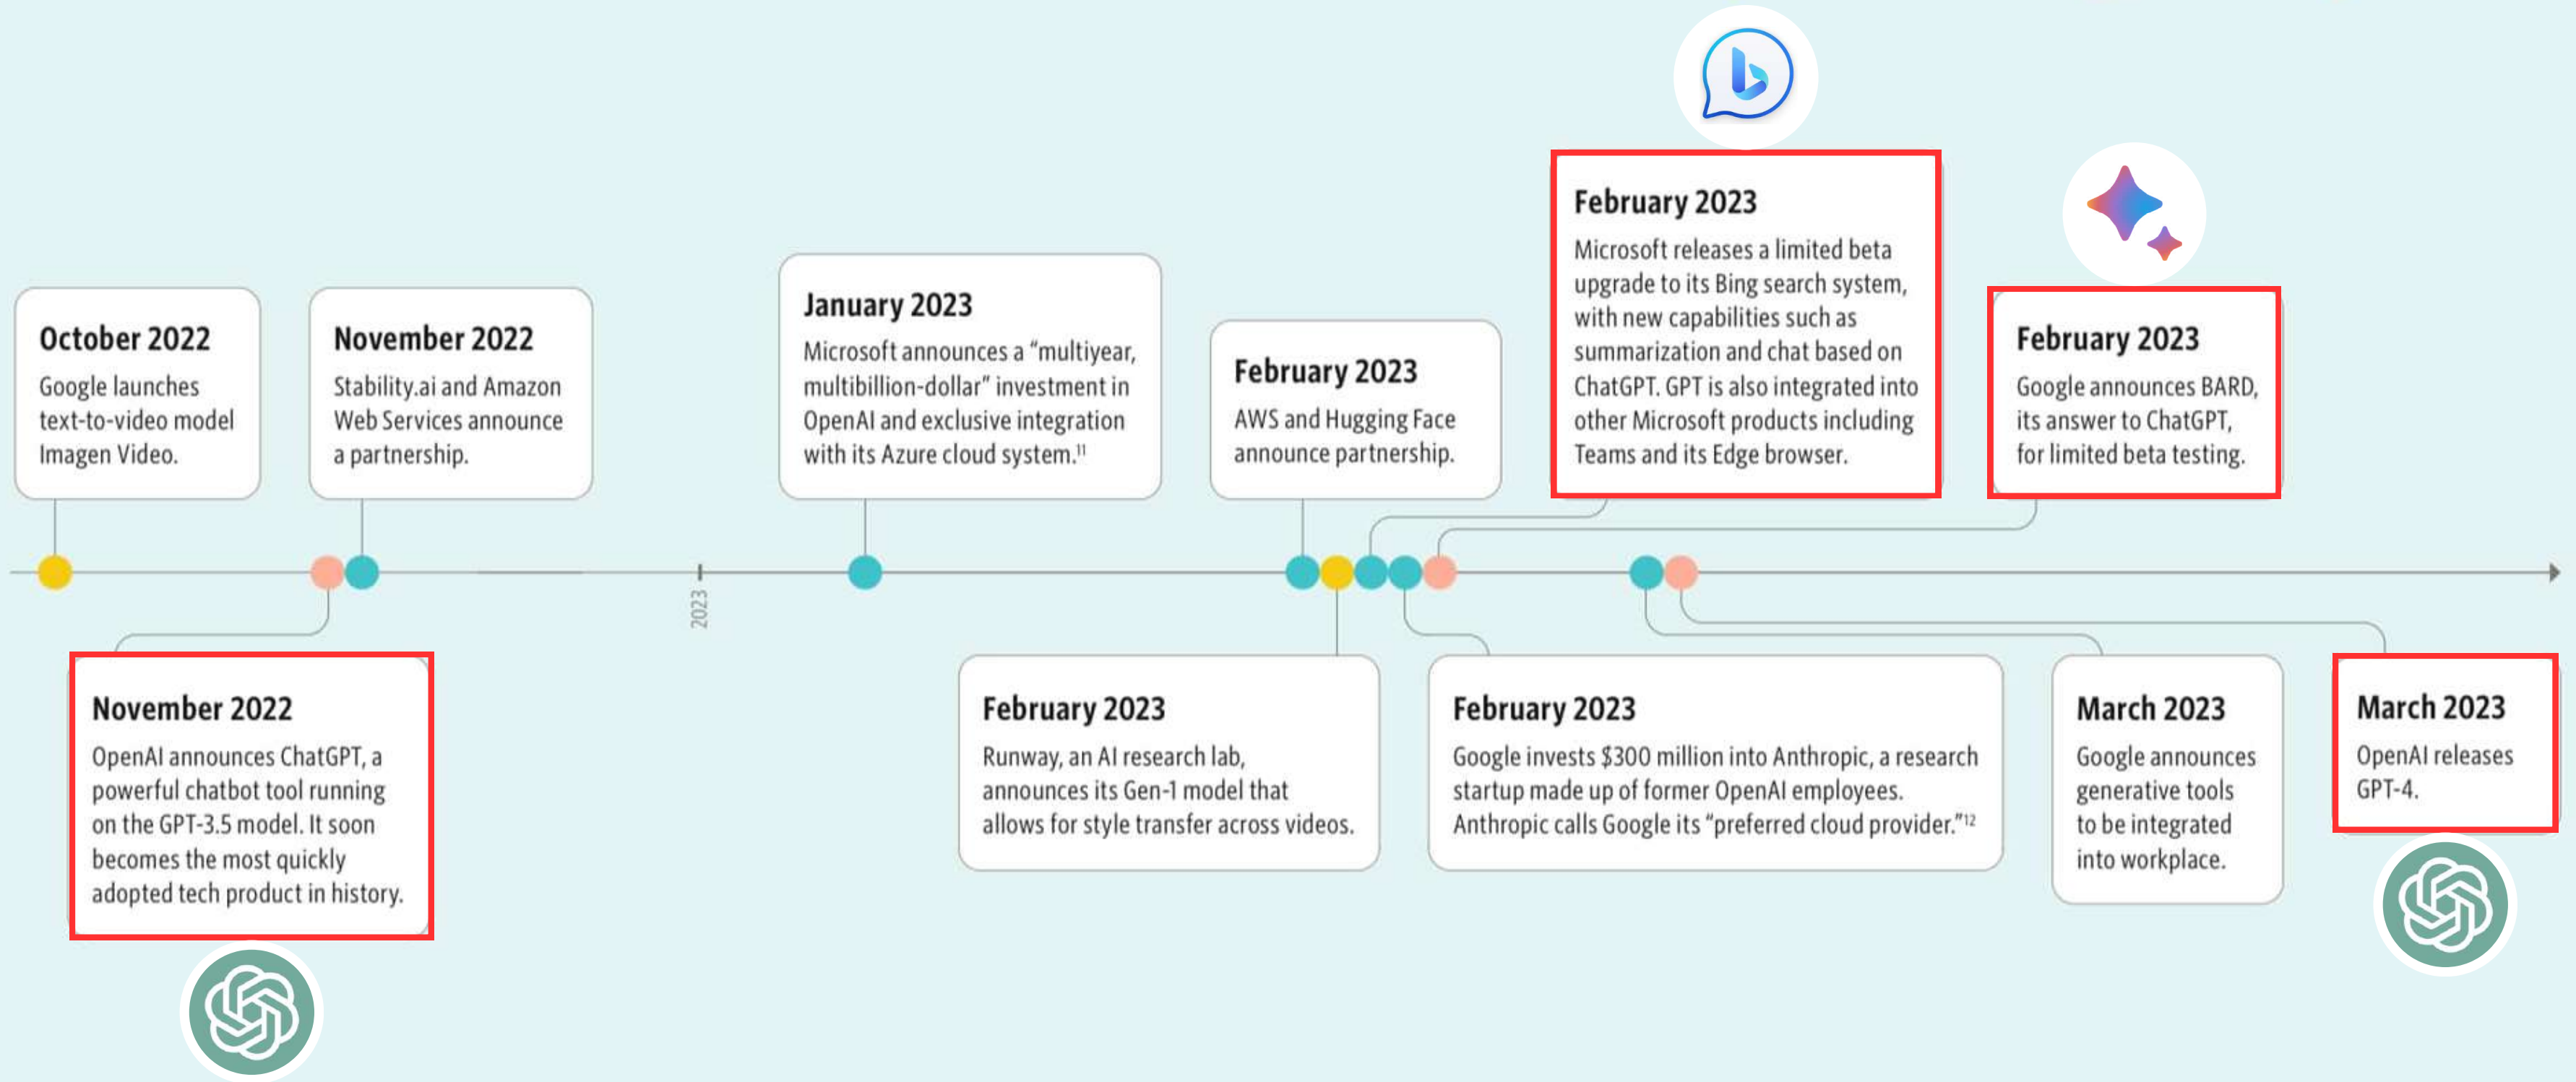 October 2022
Google launches
text-to-video model
Imagen Video.
November 2022
Stability.ai and Amazon
Web Services announce
a partnership.
January 2023
Microsoft announces a “multiyear,
multibillion-dollar” investment in
OpenAI and exclusive integration
with its Azure cloud system.¹¹
February 2023
AWS and Hugging Face
announce partnership.
February 2023
Microsoft releases a limited beta
upgrade to its Bing search system,
with new capabilities such as
summarization and chat based on
ChatGPT. GPT is also integrated into
other Microsoft products including
Teams and its Edge browser.
February 2023
Google announces BARD,
its answer to ChatGPT,
for limited beta testing.
2023
November 2022
OpenAI announces ChatGPT, a
powerful chatbot tool running
on the GPT-3.5 model. It soon
becomes the most quickly
adopted tech product in history.
February 2023
Runway, an AI research lab,
announces its Gen-1 model that
allows for style transfer across videos.
February 2023
Google invests $300 million into Anthropic, a research
startup made up of former OpenAI employees.
Anthropic calls Google its “preferred cloud provider.”¹²
March 2023
Google announces
generative tools
to be integrated
into workplace.
March 2023
OpenAI releases
GPT-4.